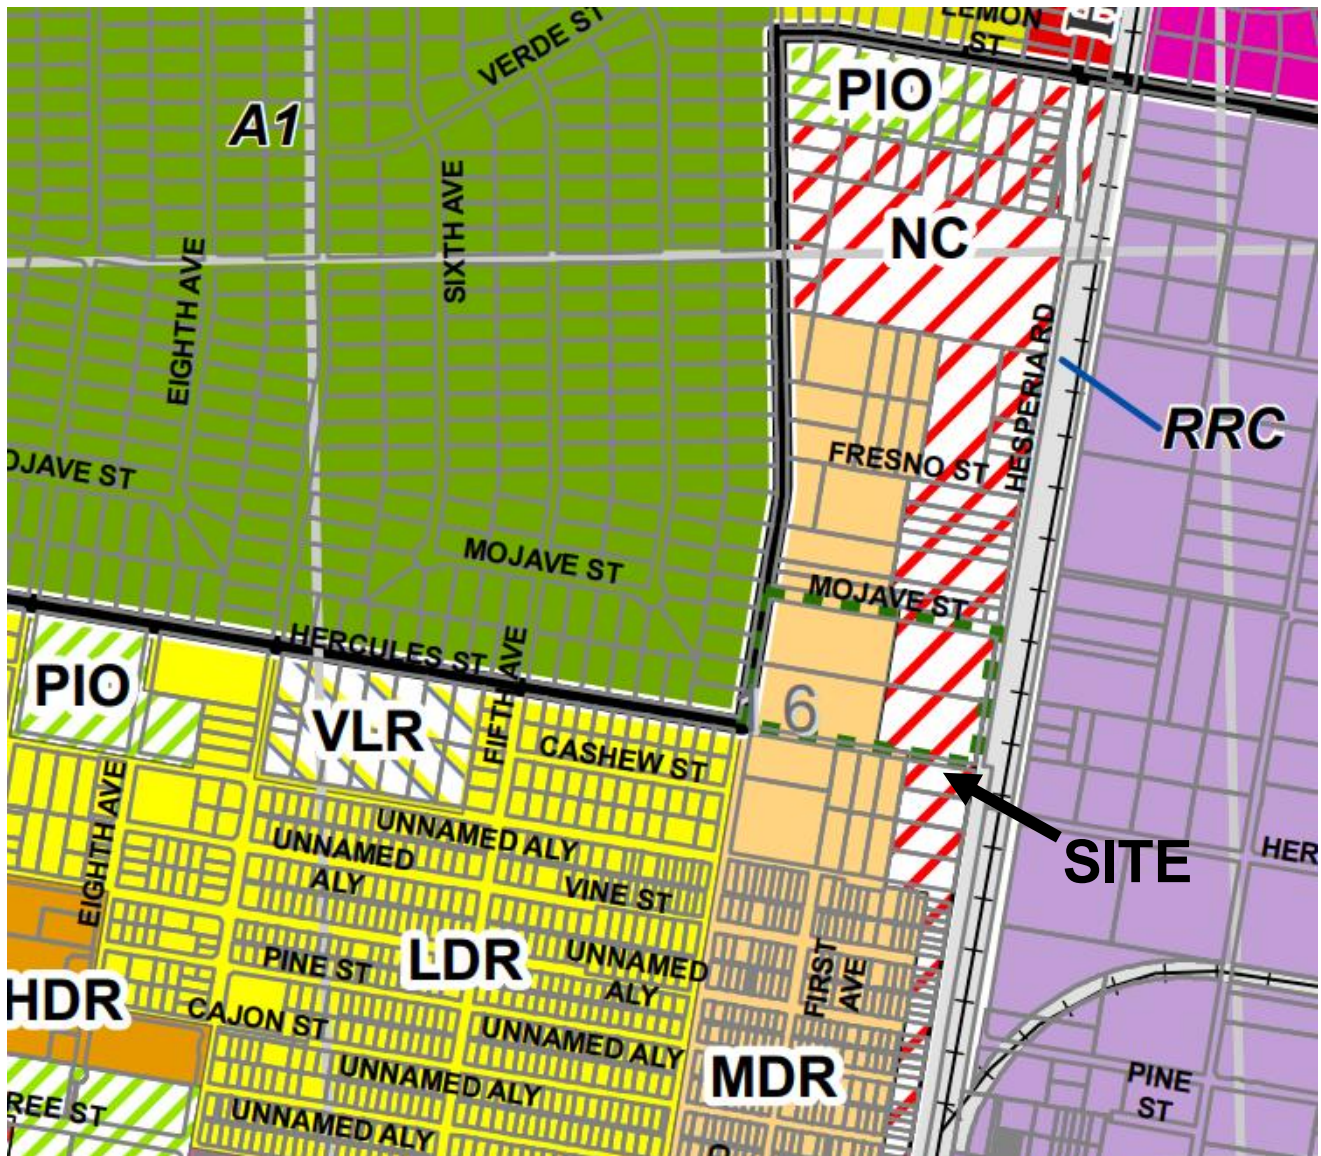 LEMON
ST
VERDE ST
PIO
A1
SIXTH AVE
NC
EIGHTH AVE
HESPERIA RD
RRC
FRESNO ST
OJAVE ST
MOJAVE ST
MOJAVE ST
HERCULES ST
FIFTH AVE
PIO
VLR
6
CASHEW ST
SITE
HER
UNNAMED ALY
UNNAMED
ALY
EIGHTH AVE
VINE ST
LDR
UNNAMED
ALY
PINE ST
FIRST
AVE
HDR
CAJON ST
UNNAMED ALY
MDR
UNNAMED ALY
PINE
ST
REE ST
UNNAMED ALY